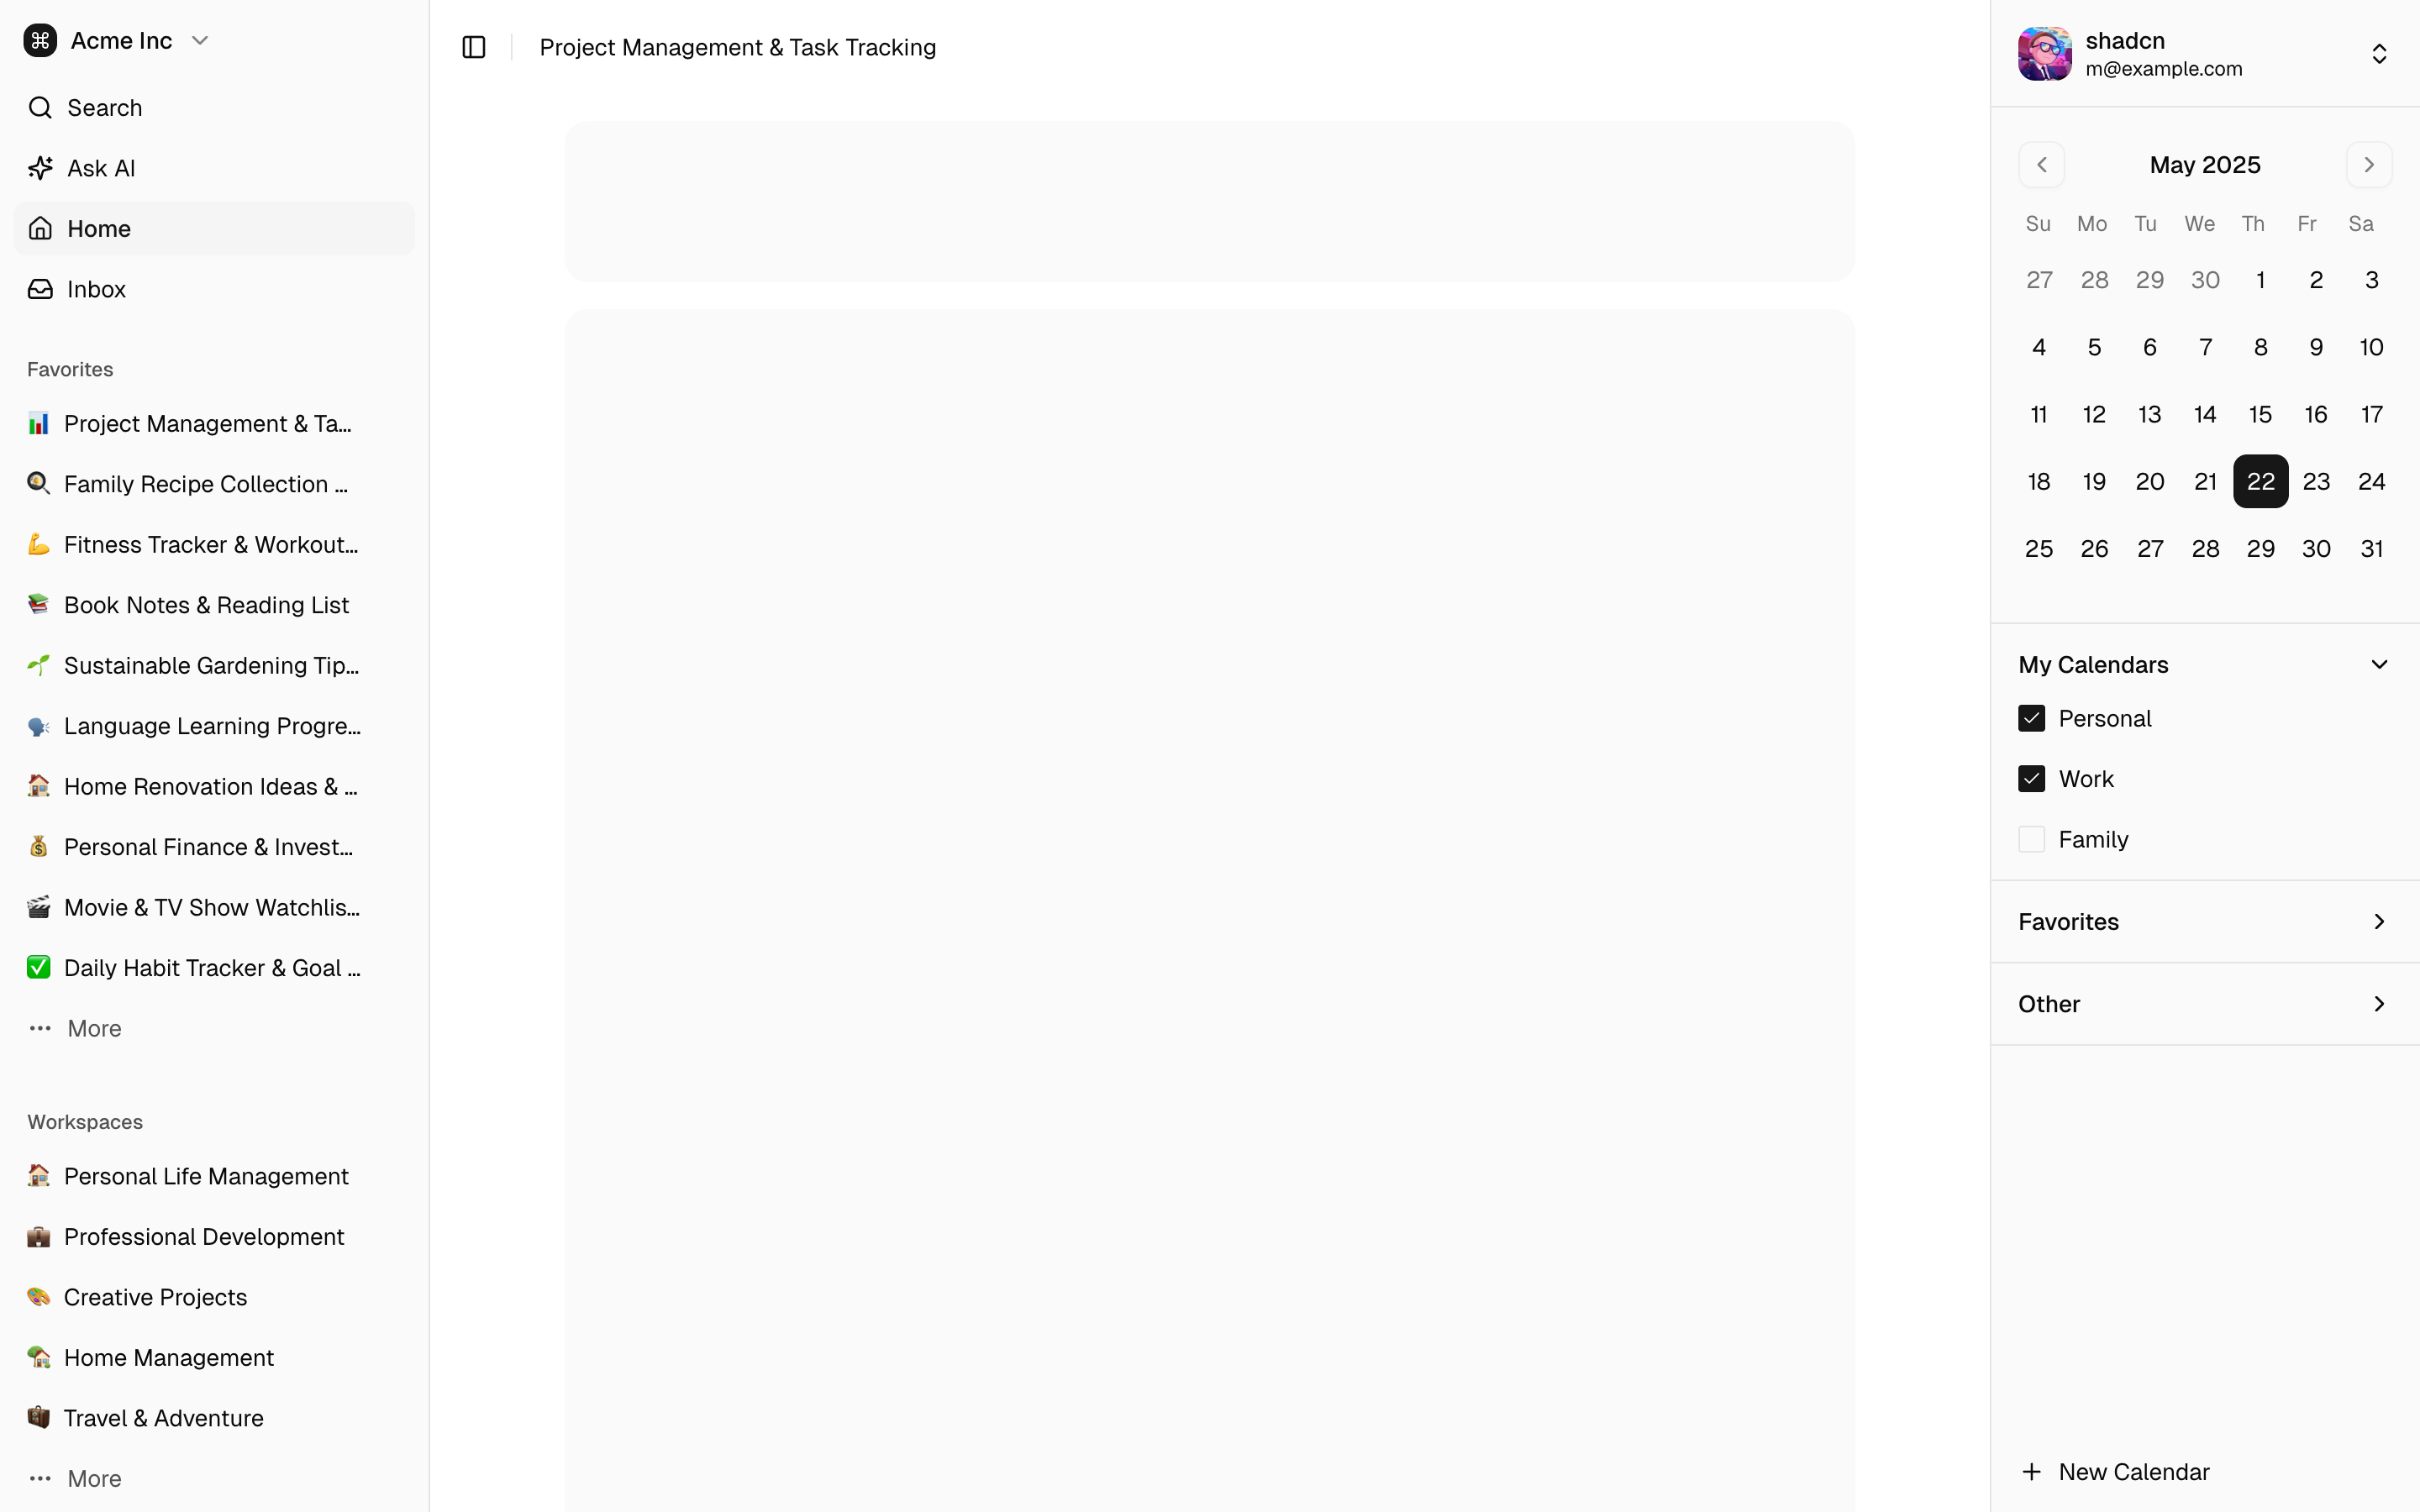 Acme Inc
Search
Ask AI
Home
Inbox
Favorites
Project Management & Ta...
Family Recipe Collection ...
Fitness Tracker & Workout...
Book Notes & Reading List
Sustainable Gardening Tip...
Language Learning Progre...
Home Renovation Ideas & ...
Personal Finance & Invest...
Movie & TV Show Watchlis...
Daily Habit Tracker & Goal ...
More
Workspaces
Personal Life Management
Professional Development
Creative Projects
Home Management
Travel & Adventure
More
Project Management & Task Tracking
shadcn
m@example.com
May 2025
Su Mo Tu We Th Fr Sa
27 28 29 30 1 2 3
4 5 6 7 8 9 10
11 12 13 14 15 16 17
18 19 20 21 22 23 24
25 26 27 28 29 30 31
My Calendars
Personal
Work
Family
Favorites
Other
New Calendar